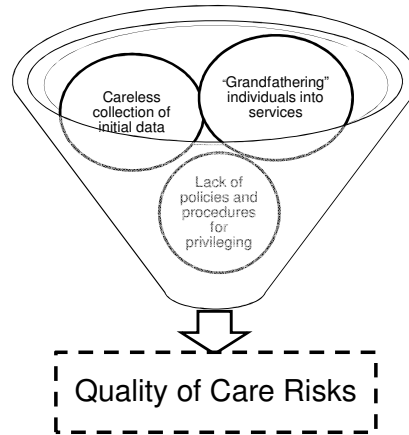 Careless
collection of
initial data
"Grandfathering"
individuals into
services
Lack of
policies and
procedures
for
privileging
Quality of Care Risks